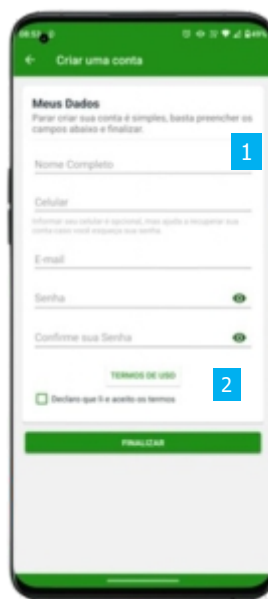 Criar uma conta
Meus Dados
Parar criar sua conta é simples, basta preencher os
campos abaixo e finalizar.
1
Nome Completo
Celular
Informar seu celular é opcional, mas ajuda a recuperar sua
conta caso você esqueça sua senha.
E-mail
Senha
Confirme sua Senha
TERMOS DE USO
2
Declaro que li e aceito os termos
FINALIZAR